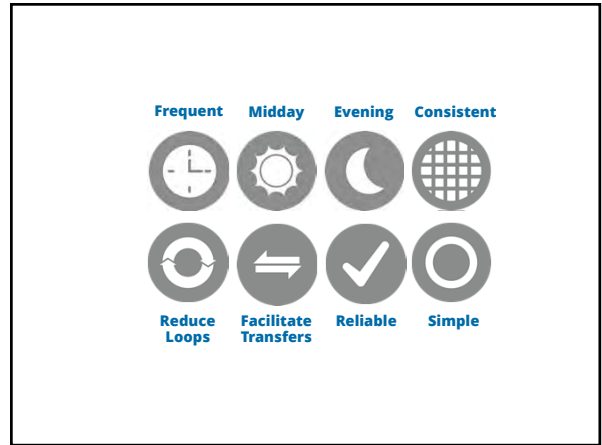 Frequent Midday Evening Consistent
Reduce Facilitate Reliable Simple
Loops Transfers